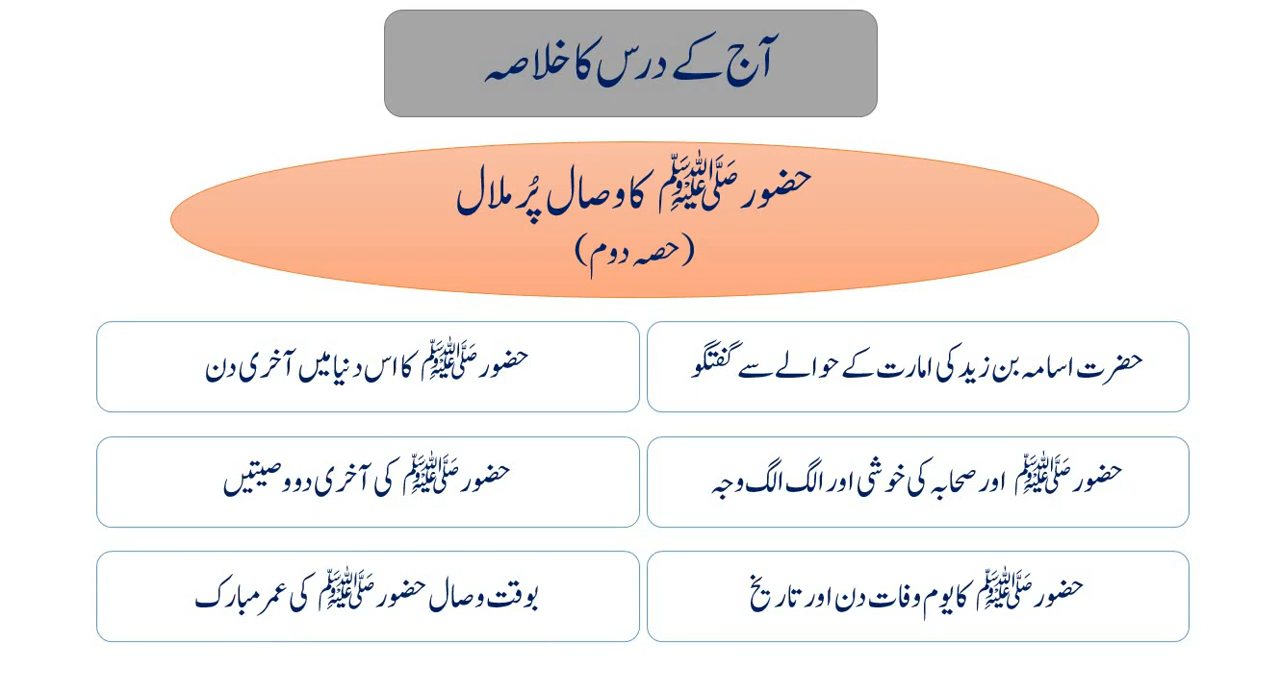 آج کے درس کا خلاصہ
حضور ﷺ کا وصال پُر ملال
(حصہ دوم)
حضرت اسامہ بن زید کی امارت کے حوالے سے گفتگو
حضور ﷺ کا اس دنیا میں آخری دن
حضور ﷺ اور صحابہ کی خوشی اور الگ الگ وجہ
حضور ﷺ کی آخری دو وصیتیں
حضور ﷺ کا یوم وفات دن اور تاریخ
بوقت وصال حضور ﷺ کی عمر مبارک